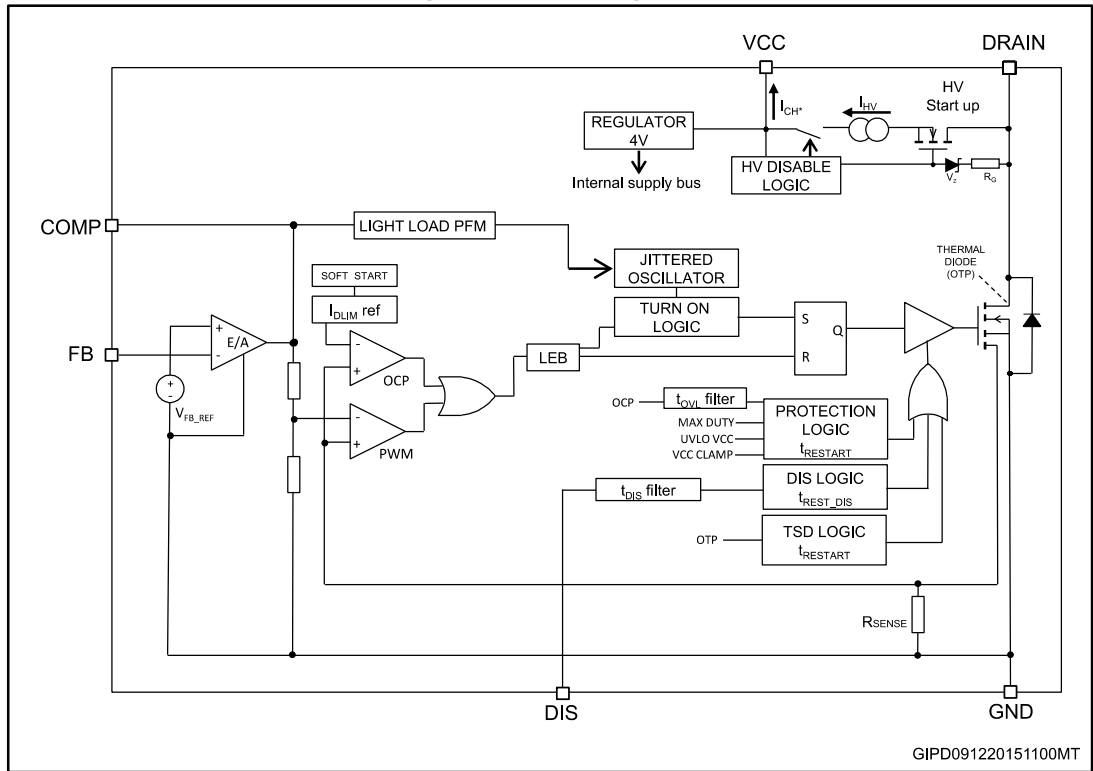 VCC
DRAIN
HV
Start up
I_HV
I_CH*
REGULATOR
4V
Internal supply bus
HV DISABLE
LOGIC
V_Z
R_G
COMP
LIGHT LOAD PFM
JITTERED
OSCILLATOR
THERMAL
DIODE
(OTP)
SOFT START
I_DLIM ref
TURN ON
LOGIC
S
Q
R
FB
+
E/A
-
-
+
OCP
LEB
+
-
V_FB_REF
-
+
PWM
OCP
t_OVL filter
MAX DUTY
UVLO VCC
VCC CLAMP
PROTECTION
LOGIC
t_RESTART
t_DIS filter
DIS LOGIC
t_REST_DIS
OTP
TSD LOGIC
t_RESTART
R_SENSE
DIS
GND
GIPD091220151100MT